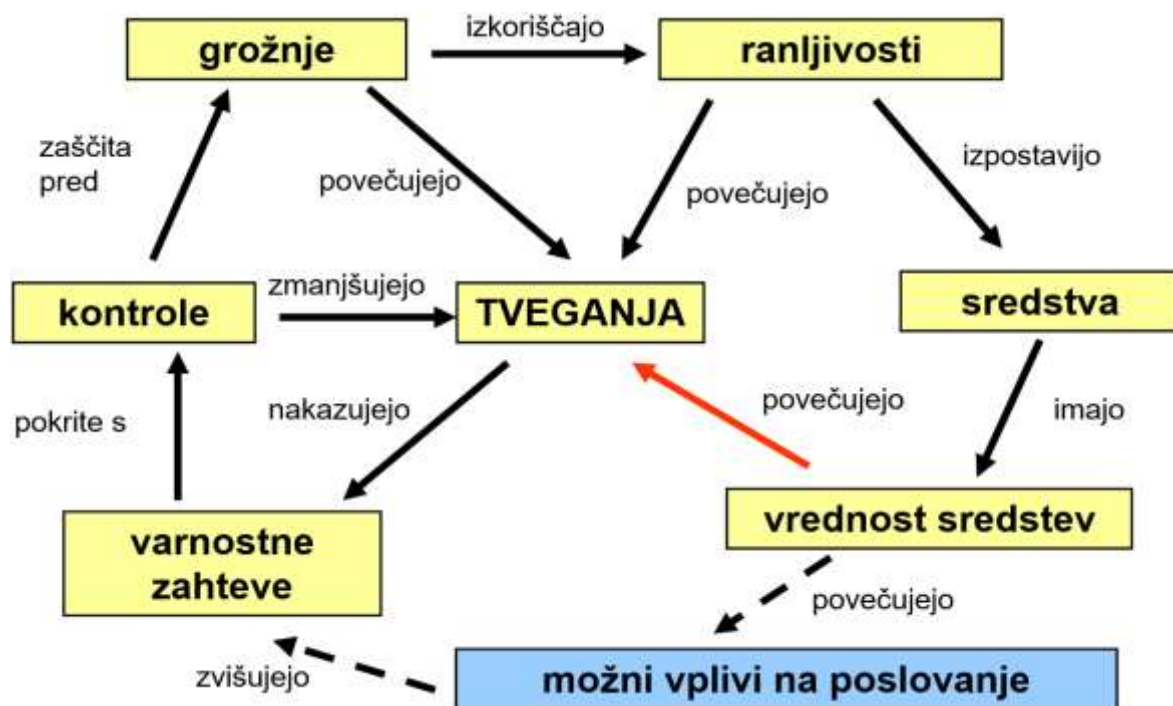 izkoriščajo
grožnje
ranljivosti
zaščita
pred
povečujejo
povečujejo
izpostavijo
kontrole
zmanjšujejo
TVEGANJA
sredstva
pokrite s
nakazujejo
povečujejo
imajo
varnostne
zahteve
vrednost sredstev
povečujejo
zvišujejo
možni vplivi na poslovanje